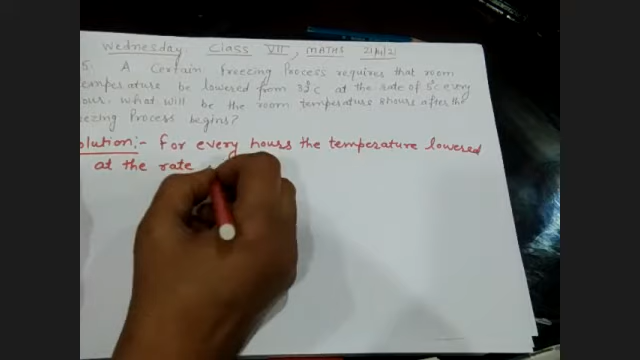 Wednesday Class VII, MATHS 21/4/21
5. A Certain Freezing Process requires that room
temperature be lowered from 33°C at the rate of 5°C every
hour. What will be the room temperature 8 hours after the
eezing Process begins?
olution:- For every hours the temperature lowered
at the rate